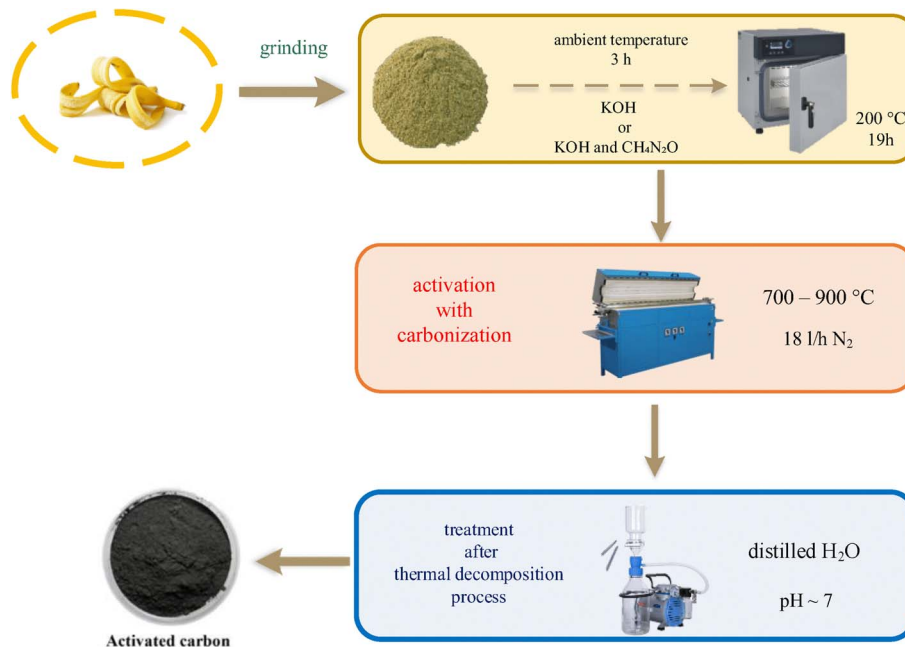 grinding
ambient temperature
3 h
KOH
or
KOH and CH₄N₂O
200 °C
19h
activation
with
carbonization
700 – 900 °C
18 l/h N₂
treatment
after
thermal decomposition
process
distilled H₂O
pH ~ 7
Activated carbon